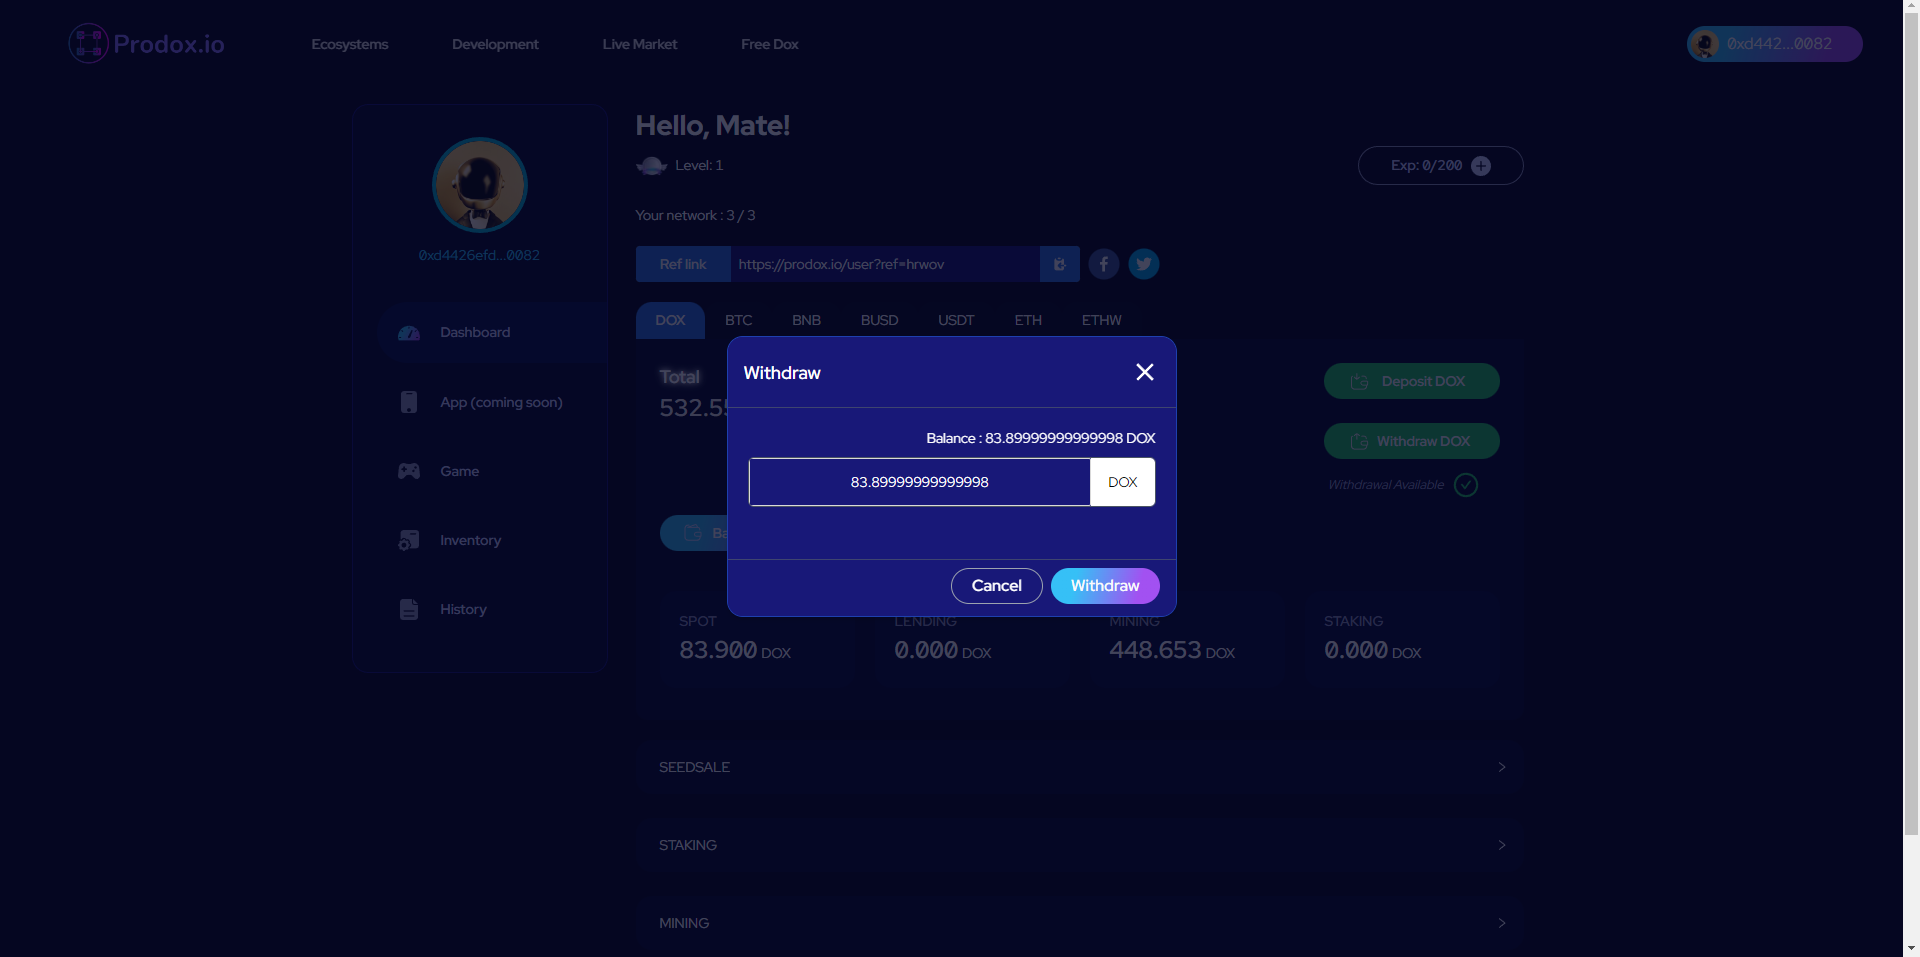 Prodox.io
Ecosystems Development Live Market Free Dox
0xd442...0082
0xd4426efd...0082
Dashboard
App (coming soon)
Game
Inventory
History
Hello, Mate!
Level: 1
Exp: 0/200
Your network : 3 / 3
Ref link https://prodox.io/user?ref=hrwov
DOX BTC BNB BUSD USDT ETH ETHW
Total
Deposit DOX
Withdraw DOX
Withdrawal Available
Withdraw
Balance : 83.89999999999998 DOX
83.89999999999998 DOX
Cancel Withdraw
SPOT LENDING MINING STAKING
83.900 DOX 0.000 DOX 448.653 DOX 0.000 DOX
SEEDSALE
STAKING
MINING